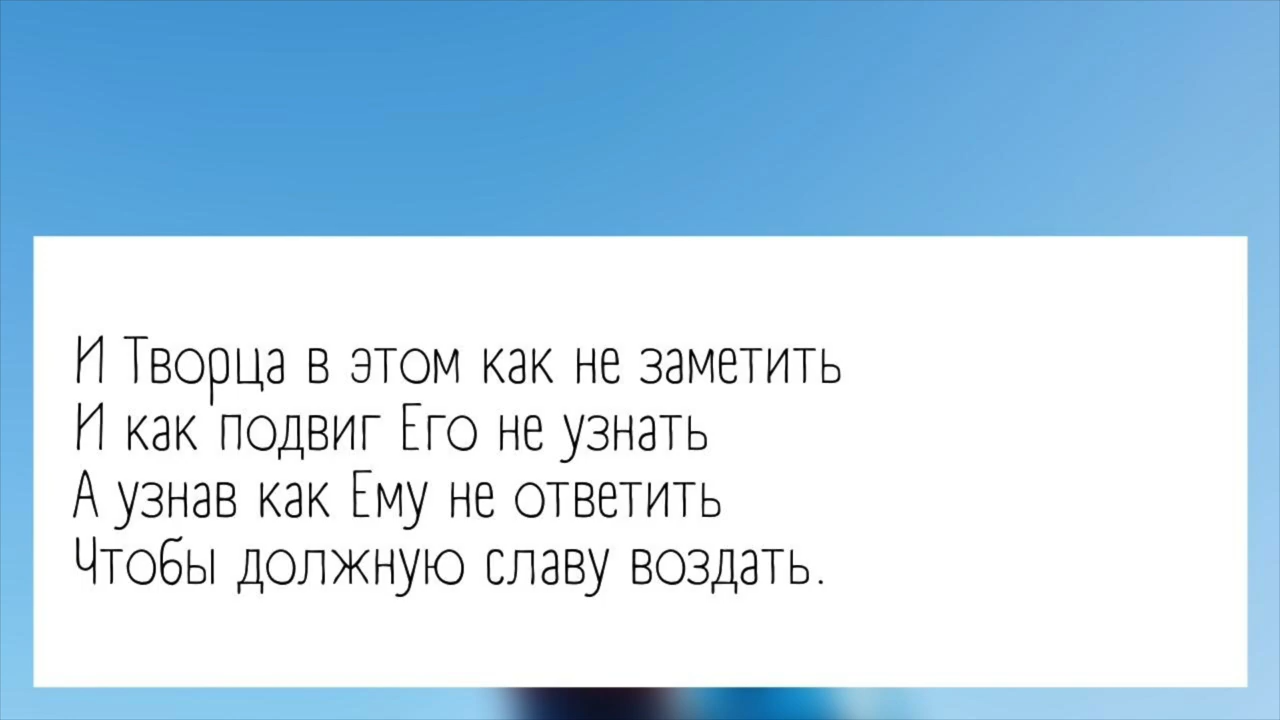 И Творца в этом как не заметить
И как подвиг Его не узнать
А узнав как Ему не ответить
Чтобы должную славу воздать.